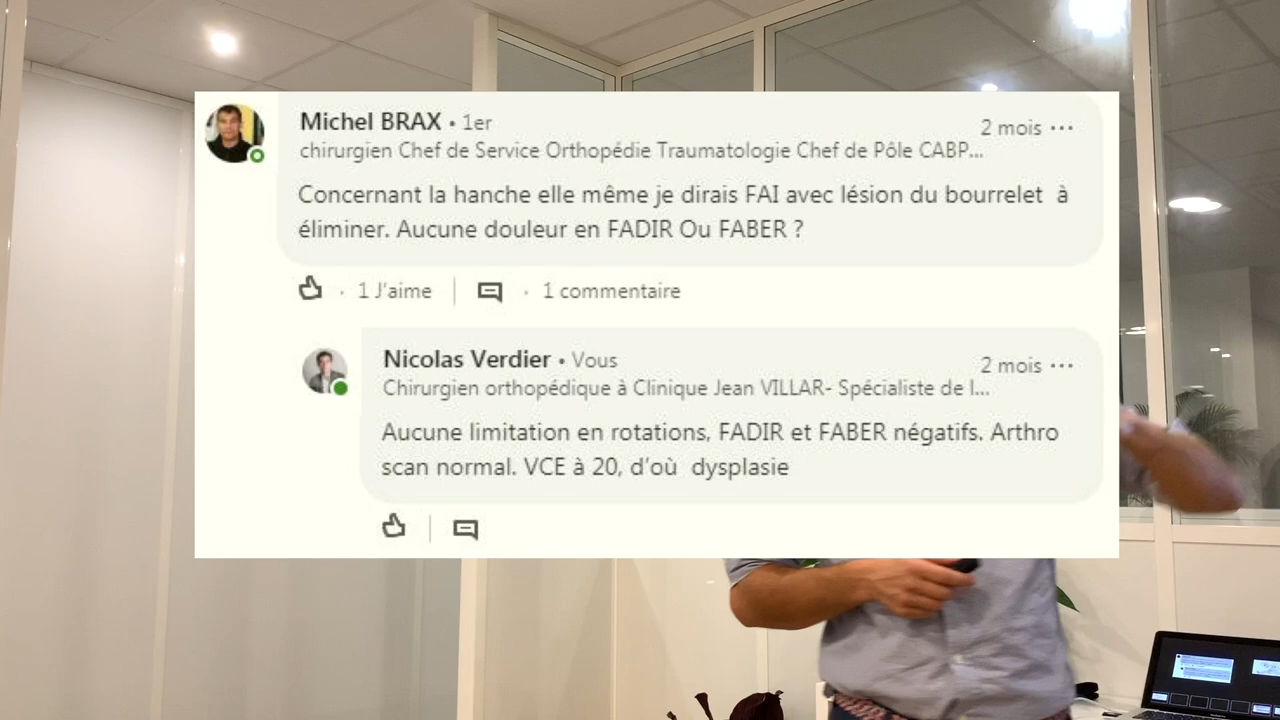 Michel BRAX • 1er
2 mois ···
chirurgien Chef de Service Orthopédie Traumatologie Chef de Pôle CABP...
Concernant la hanche elle même je dirais FAI avec lésion du bourrelet à
éliminer. Aucune douleur en FADIR Ou FABER ?
· 1 J'aime · 1 commentaire
Nicolas Verdier • Vous
2 mois ···
Chirurgien orthopédique à Clinique Jean VILLAR- Spécialiste de l...
Aucune limitation en rotations, FADIR et FABER négatifs. Arthro
scan normal. VCE à 20, d'où dysplasie